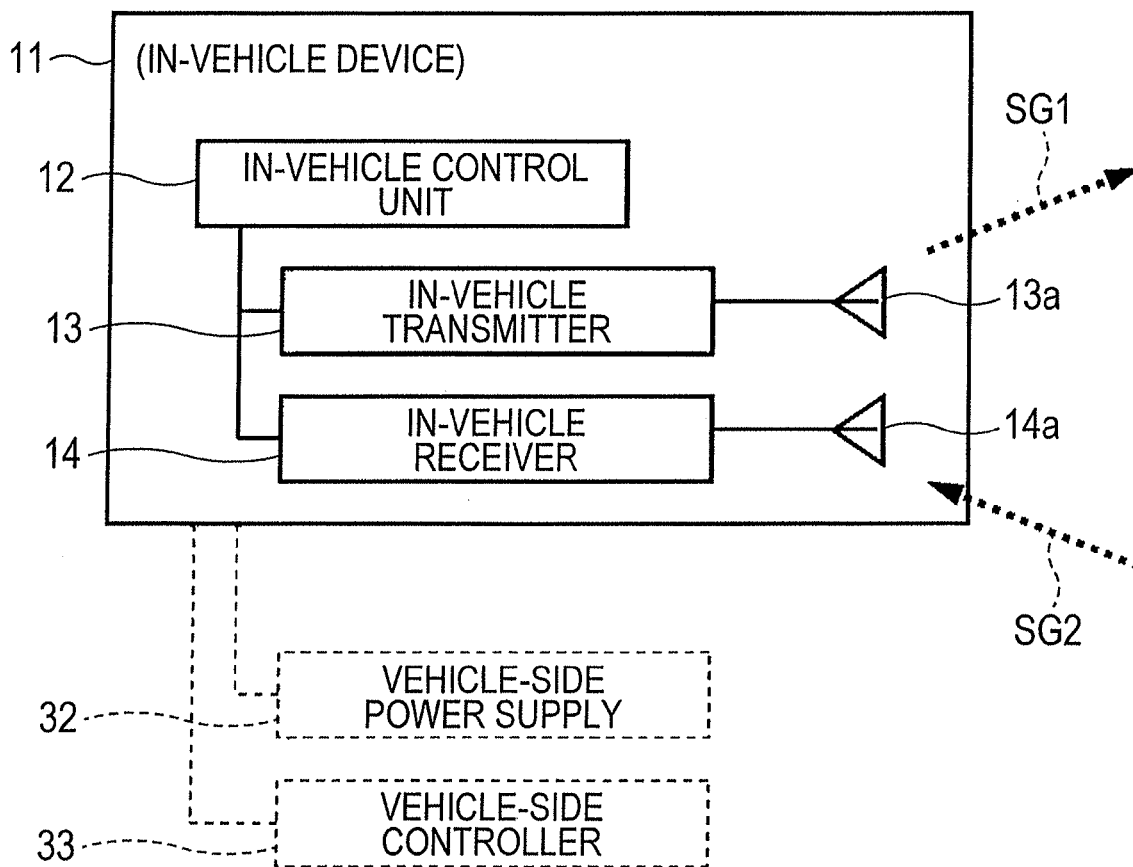 11
(IN-VEHICLE DEVICE)
SG1
12
IN-VEHICLE CONTROL
UNIT
13
IN-VEHICLE
TRANSMITTER
13a
14
IN-VEHICLE
RECEIVER
14a
SG2
32
VEHICLE-SIDE
POWER SUPPLY
33
VEHICLE-SIDE
CONTROLLER